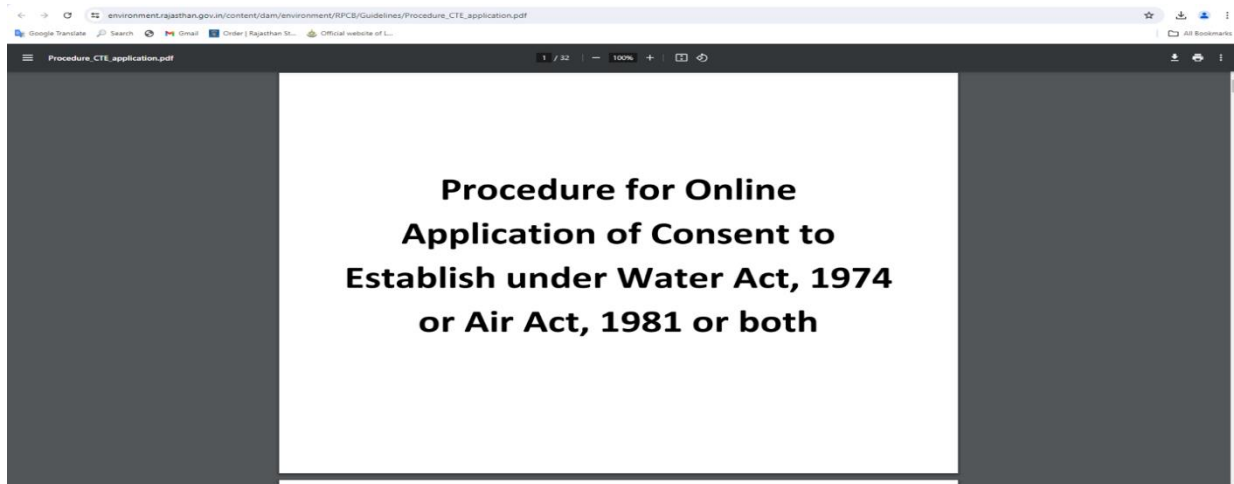 environment.rajasthan.gov.in/content/dam/environment/RPCB/Guidelines/Procedure_CTE_application.pdf
Google Translate Search Gmail Order | Rajasthan St... Official website of L... All Bookmarks
Procedure_CTE_application.pdf 1 / 32 100%
Procedure for Online
Application of Consent to
Establish under Water Act, 1974
or Air Act, 1981 or both